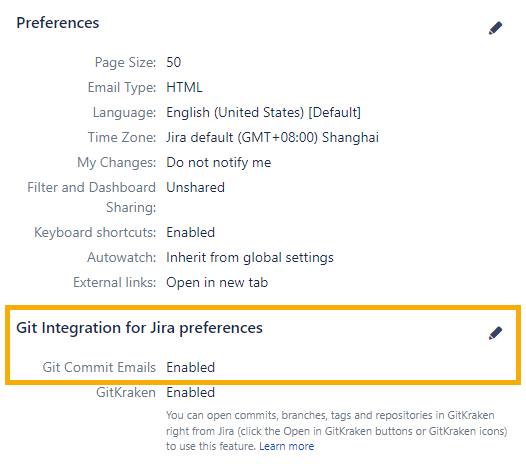 Preferences
Page Size: 50
Email Type: HTML
Language: English (United States) [Default]
Time Zone: Jira default (GMT+08:00) Shanghai
My Changes: Do not notify me
Filter and Dashboard Unshared
Sharing:
Keyboard shortcuts: Enabled
Autowatch: Inherit from global settings
External links: Open in new tab
Git Integration for Jira preferences
Git Commit Emails Enabled
GitKraken Enabled
You can open commits, branches, tags and repositories in GitKraken
right from Jira (click the Open in GitKraken buttons or GitKraken icons)
to use this feature. Learn more